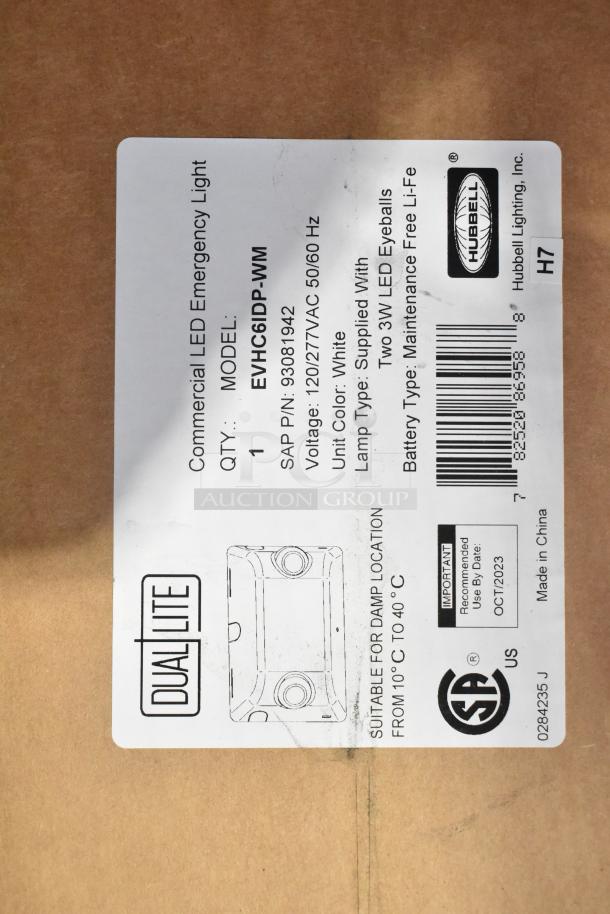 DUAL LITE
Commercial LED Emergency Light
QTY.: MODEL:
1 EVHC6IDP-WM
SAP P/N: 93081942
Voltage: 120/277VAC 50/60 Hz
Unit Color: White
Lamp Type: Supplied With
Two 3W LED Eyeballs
Battery Type: Maintenance Free Li-Fe
SUITABLE FOR DAMP LOCATION
FROM 10° C TO 40 ° C
HUBBELL ®
Hubbell Lighting, Inc.
H7
7 82520 86958 8
IMPORTANT
Recommended
Use By Date:
OCT/2023
SA ® US
0284235 J
Made in China
PCI
AUCTION GROUP